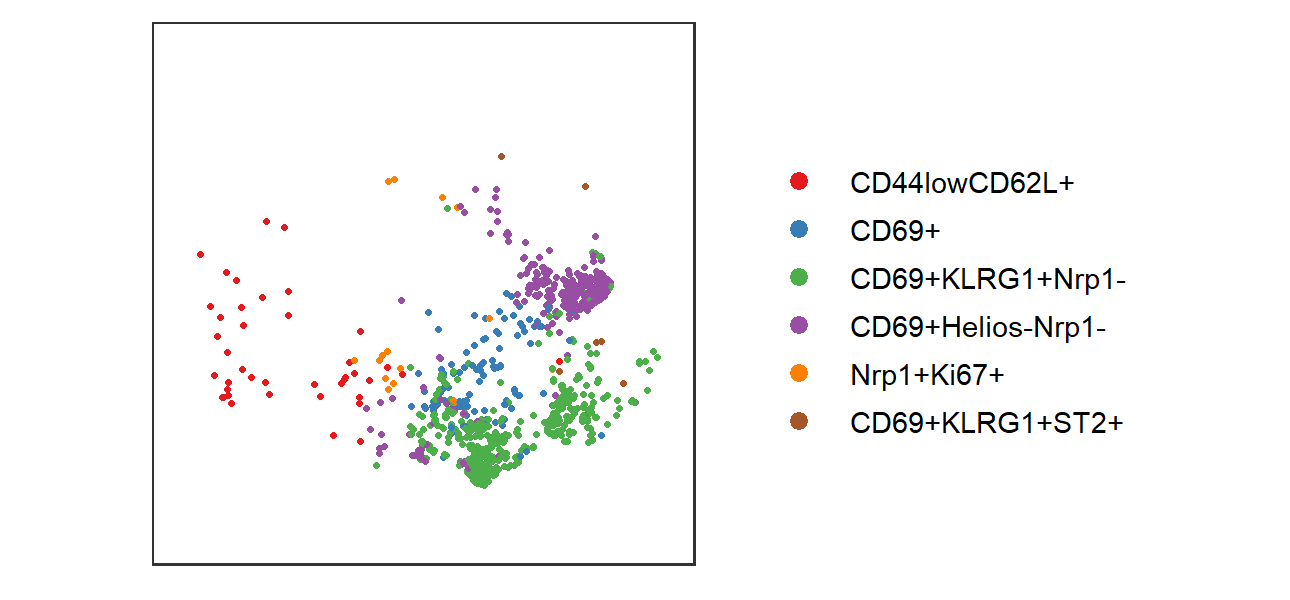 CD44lowCD62L+
CD69+
CD69+KLRG1+Nrp1-
CD69+Helios-Nrp1-
Nrp1+Ki67+
CD69+KLRG1+ST2+